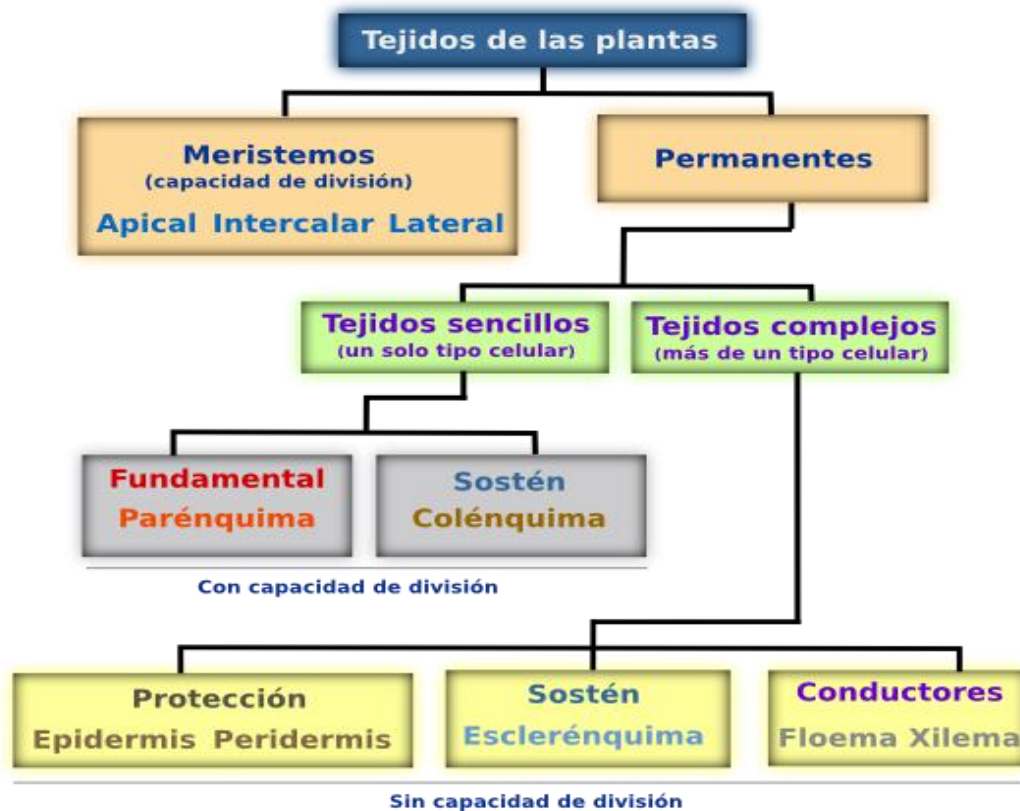 Tejidos de las plantas
Meristemos
(capacidad de división)
Apical Intercalar Lateral
Permanentes
Tejidos sencillos
(un solo tipo celular)
Tejidos complejos
(más de un tipo celular)
Fundamental
Parénquima
Sostén
Colénquima
Con capacidad de división
Protección
Epidermis Peridermis
Sostén
Esclerénquima
Conductores
Floema Xilema
Sin capacidad de división